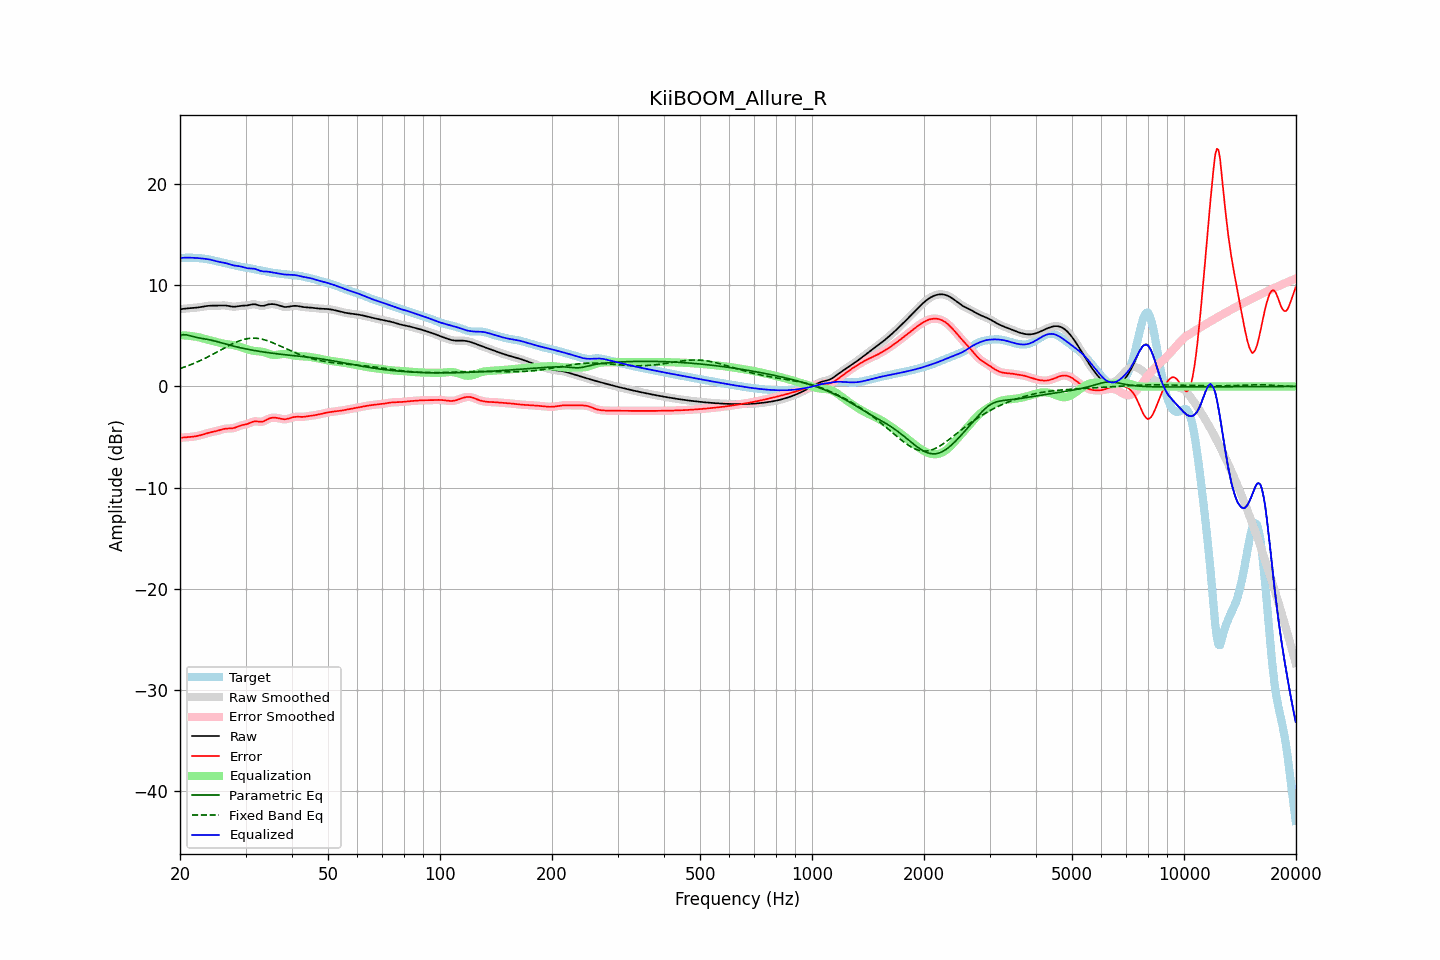 KiiBOOM_Allure_R
Amplitude (dBr)
20
10
0
−10
−20
−30
−40
Target
Raw Smoothed
Error Smoothed
Raw
Error
Equalization
Parametric Eq
Fixed Band Eq
Equalized
20 50 100 200 500 1000 2000 5000 10000 20000
Frequency (Hz)